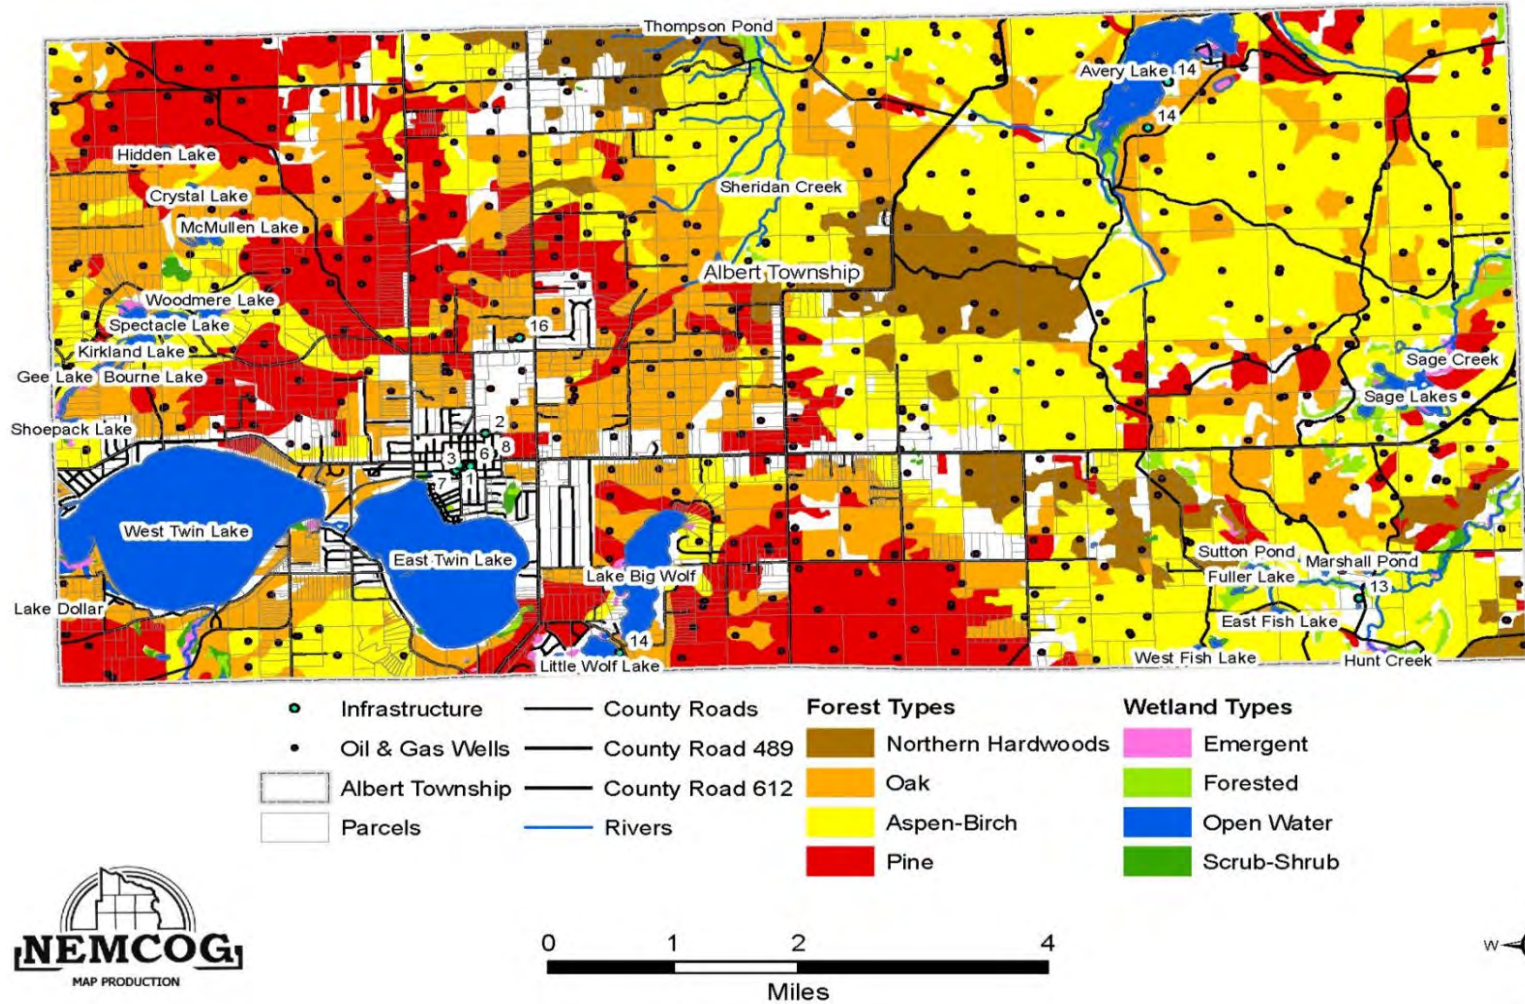 Thompson Pond
Avery Lake 14
14
Hidden Lake
Crystal Lake
Sheridan Creek
McMullen Lake
Albert Township
Woodmere Lake
Spectacle Lake
16
Kirkland Lake
Sage Creek
Gee Lake Bourne Lake
Sage Lakes
Shoepack Lake
2
8
6
3
7
1
West Twin Lake
East Twin Lake
Lake Big Wolf
Sutton Pond
Marshall Pond
Fuller Lake
13
Lake Dollar
East Fish Lake
14
Little Wolf Lake
West Fish Lake
Hunt Creek
Infrastructure
Oil & Gas Wells
Albert Township
Parcels
County Roads
County Road 489
County Road 612
Rivers
Forest Types
Northern Hardwoods
Oak
Aspen-Birch
Pine
Wetland Types
Emergent
Forested
Open Water
Scrub-Shrub
NEMCOG
MAP PRODUCTION
0 1 2 4
Miles
W